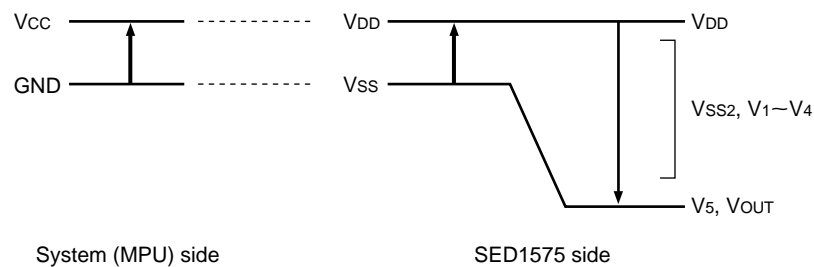 VCC VDD VDD
GND VSS
VSS2, V1~V4
V5, VOUT
System (MPU) side SED1575 side